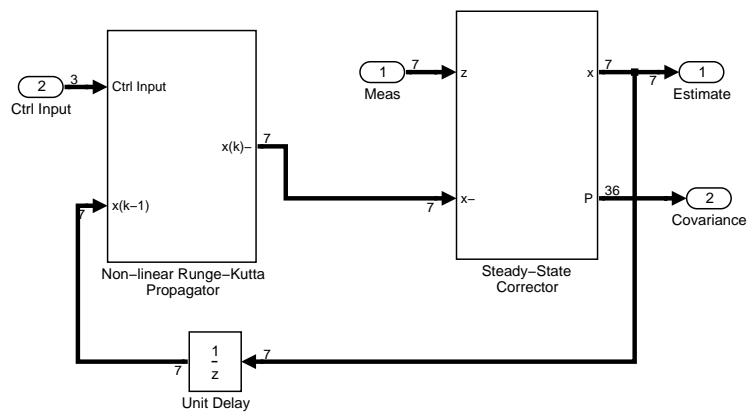 2
3
Ctrl Input
Ctrl Input
x(k)−
7
7
x(k−1)
7
Non−linear Runge−Kutta
Propagator
1
7
Meas
z
x−
x
7
7
P
36
Steady−State
Corrector
1
Estimate
2
Covariance
1
z
7
7
Unit Delay